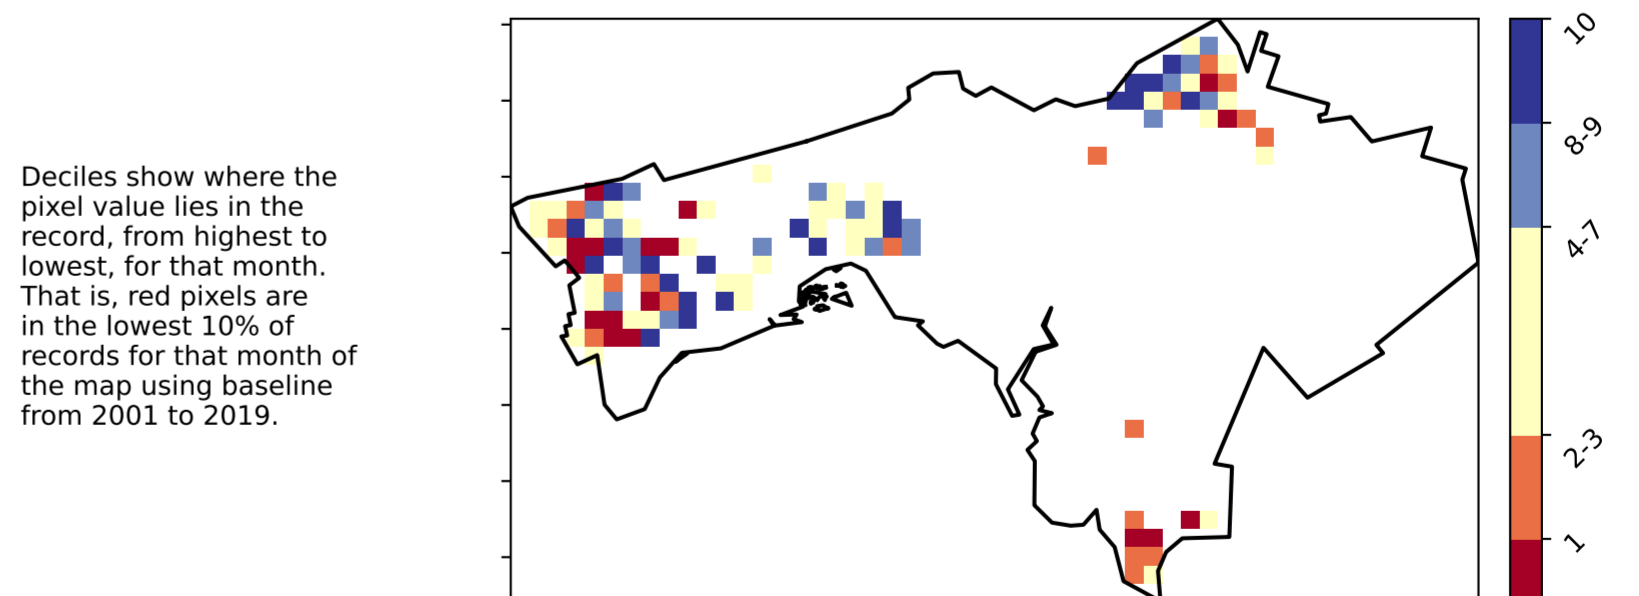 Deciles show where the
pixel value lies in the
record, from highest to
lowest, for that month.
That is, red pixels are
in the lowest 10% of
records for that month of
the map using baseline
from 2001 to 2019.
10
8-9
4-7
2-3
1